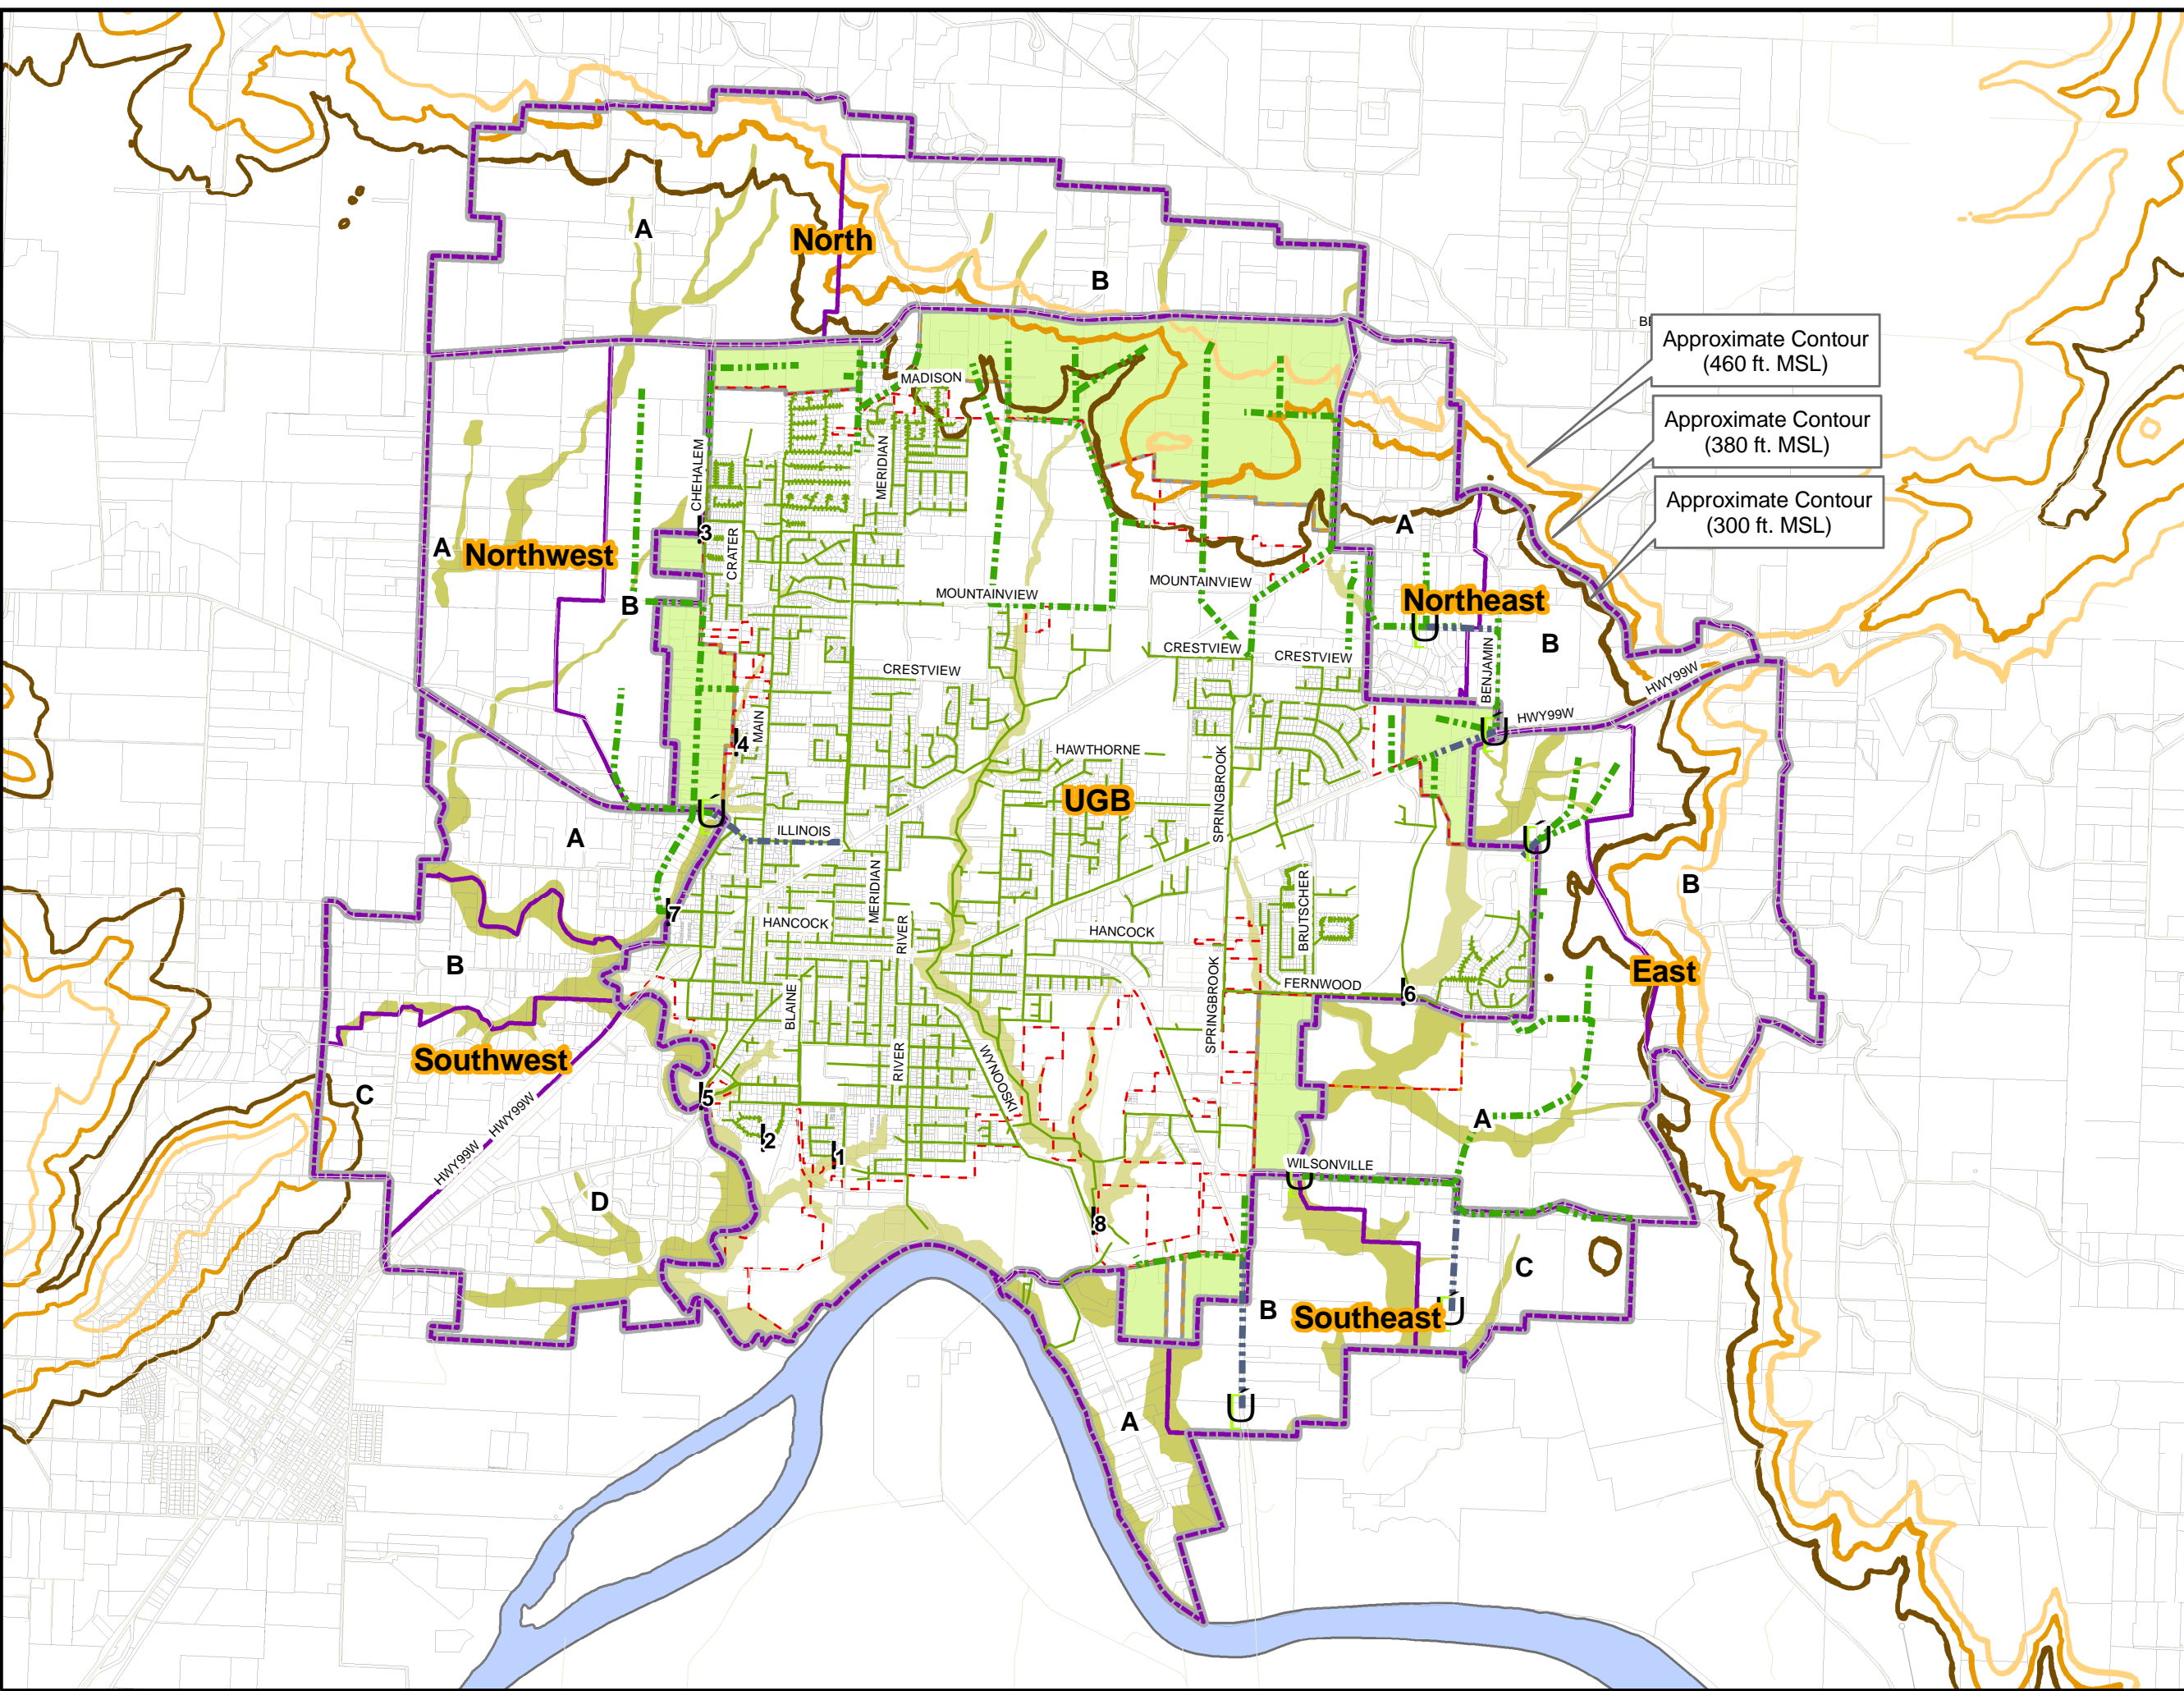 A
North
B
BI
Approximate Contour
(460 ft. MSL)
MADISON
Approximate Contour
(380 ft. MSL)
MERIDIAN
CHEHALEM
Approximate Contour
(300 ft. MSL)
A
3
A
Northwest
CRATER
MOUNTAINVIEW
MOUNTAINVIEW
Northeast
B
Ú
B
CRESTVIEW
CRESTVIEW
CRESTVIEW
BENJAMIN
HWY99W
HWY99W
MAIN
4
Ú
HAWTHORNE
SPRINGBROOK
UGB
Ú
ILLINOIS
A
Ú
MERIDIAN
B
7
HANCOCK
RIVER
HANCOCK
BRUTSCHER
B
East
SPRINGBROOK
FERNWOOD
6
BLAINE
Southwest
RIVER
WYNOOSKI
C
5
HWY99W
A
2
1
HWY99W
WILSONVILLE
Ú
D
8
C
B
Southeast
Ú
Ú
A